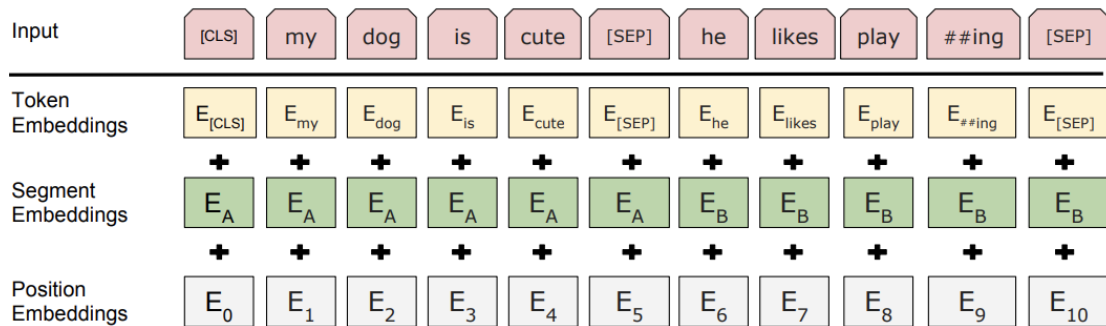 Input [CLS] my dog is cute [SEP] he likes play ##ing [SEP]
Token
Embeddings
E[CLS] Emy Edog Eis Ecute E[SEP] Ehe Elikes Eplay E##ing E[SEP]
+ + + + + + + + + + +
Segment
Embeddings
EA EA EA EA EA EA EB EB EB EB EB
+ + + + + + + + + + +
Position
Embeddings
E0 E1 E2 E3 E4 E5 E6 E7 E8 E9 E10